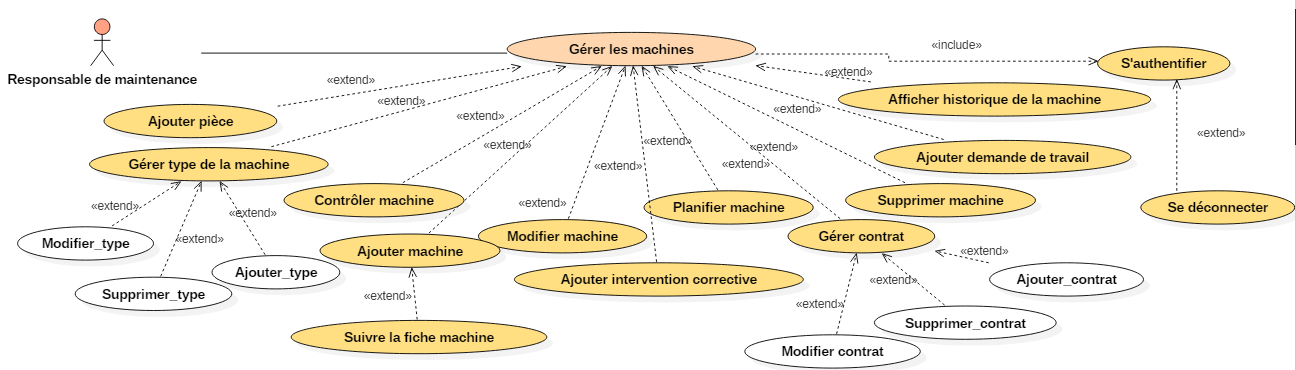 Gérer les machines
«include»
S'authentifier
Responsable de maintenance
«extend»
«extend»
Afficher historique de la machine
«extend»
«extend»
«extend»
Ajouter pièce
«extend»
«extend»
«extend»
«extend»
«extend»
Gérer type de la machine
«extend»
«extend»
Ajouter demande de travail
Contrôler machine
Supprimer machine
«extend»
«extend»
«extend»
Planifier machine
Se déconnecter
Modifier_type
«extend»
Modifier machine
Gérer contrat
Ajouter machine
«extend»
Ajouter_type
Ajouter intervention corrective
«extend»
Ajouter_contrat
Supprimer_type
«extend»
«extend»
Supprimer_contrat
Suivre la fiche machine
Modifier contrat